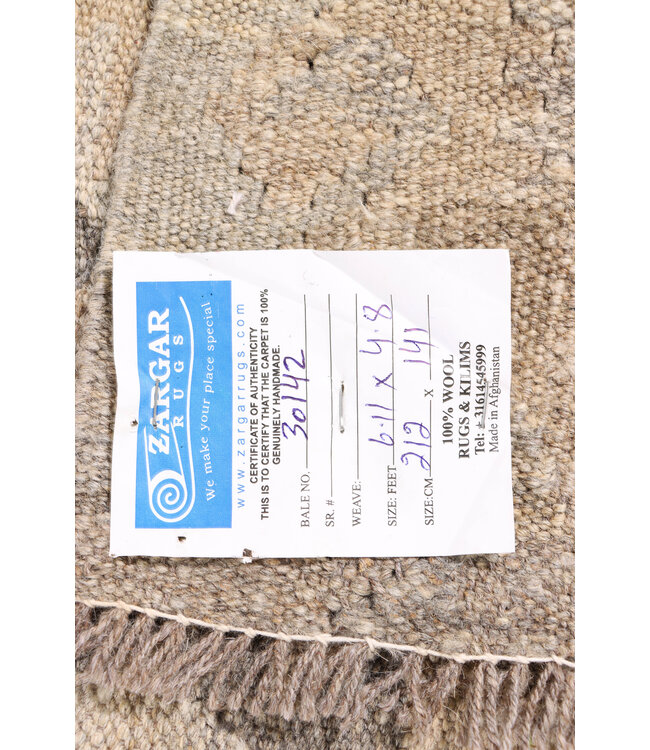 ZARGAR
RUGS
We make your place special
www.zargarrugs.com
CERTIFICATE OF AUTHENTICITY
THIS IS TO CERTIFY THAT THE CARPET IS 100%
GENUINELY HANDMADE.
BALE NO. 30142
SR. #
WEAVE:
SIZE: FEET 6.11 X 4.8
SIZE:CM 212 X 141
100% WOOL
RUGS & KILIMS
Tel: + 31614545999
Made in Afghanistan